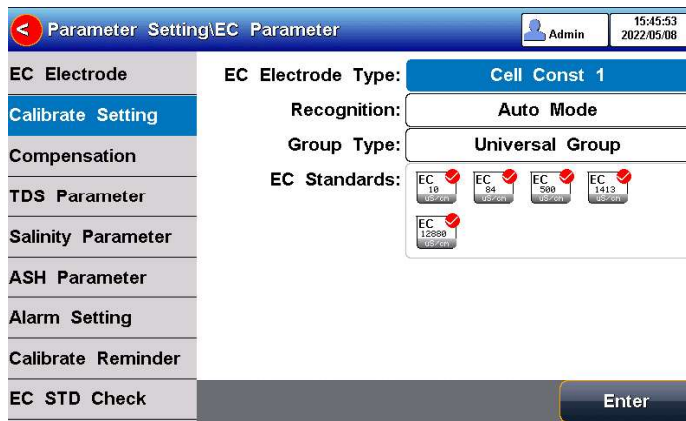 < Parameter Setting\EC Parameter
Admin
15:45:53
2022/05/08
EC Electrode
Calibrate Setting
Compensation
TDS Parameter
Salinity Parameter
ASH Parameter
Alarm Setting
Calibrate Reminder
EC STD Check
EC Electrode Type: Cell Const 1
Recognition: Auto Mode
Group Type: Universal Group
EC Standards:
EC
10
uS/cm
EC
84
uS/cm
EC
500
uS/cm
EC
1413
uS/cm
EC
12880
uS/cm
Enter